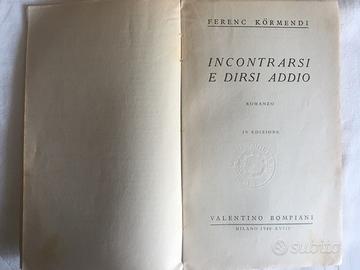 FERENC KÖRMENDI
INCONTRARSI
E DIRSI ADDIO
ROMANZO
IV EDIZIONE
VALENTINO BOMPIANI
MILANO 1940-XVIII
subito